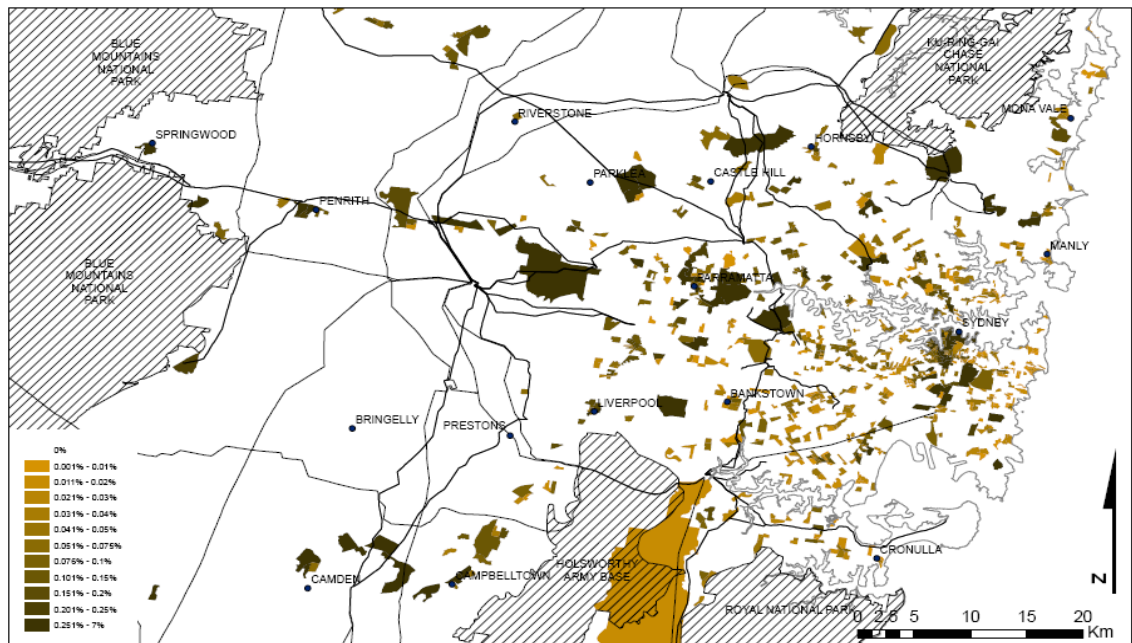 BLUE
MOUNTAINS
NATIONAL
PARK
KU-RING-GAI
CHASE
NATIONAL
PARK
MONA VALE
RIVERSTONE
SPRINGWOOD
HORNSBY
PARKLEA
CASTLE HILL
PENRITH
MANLY
BLUE
MOUNTAINS
NATIONAL
PARK
PARRAMATTA
SYDNEY
BANKSTOWN
LIVERPOOL
BRINGELLY
PRESTONS
0%
0.001% - 0.01%
0.011% - 0.02%
0.021% - 0.03%
0.031% - 0.04%
0.041% - 0.05%
0.051% - 0.075%
0.076% - 0.1%
0.101% - 0.15%
0.151% - 0.2%
0.201% - 0.25%
0.251% - 7%
CRONULLA
HOLSWORTHY
ARMY BASE
CAMDEN
CAMPBELLTOWN
N
ROYAL NATIONAL PARK
0 2.5 5 10 15 20
Km